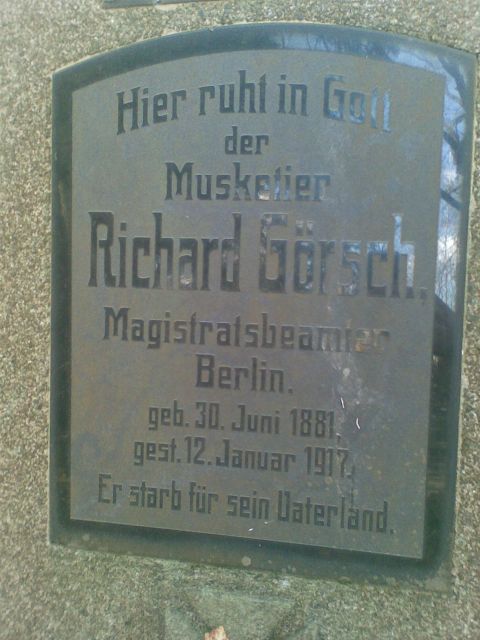 Hier ruht in Gott
der
Musketier
Richard Görsch.
Magistratsbeamter
Berlin.
geb. 30. Juni 1881,
gest. 12. Januar 1917.
Er starb für sein Vaterland.